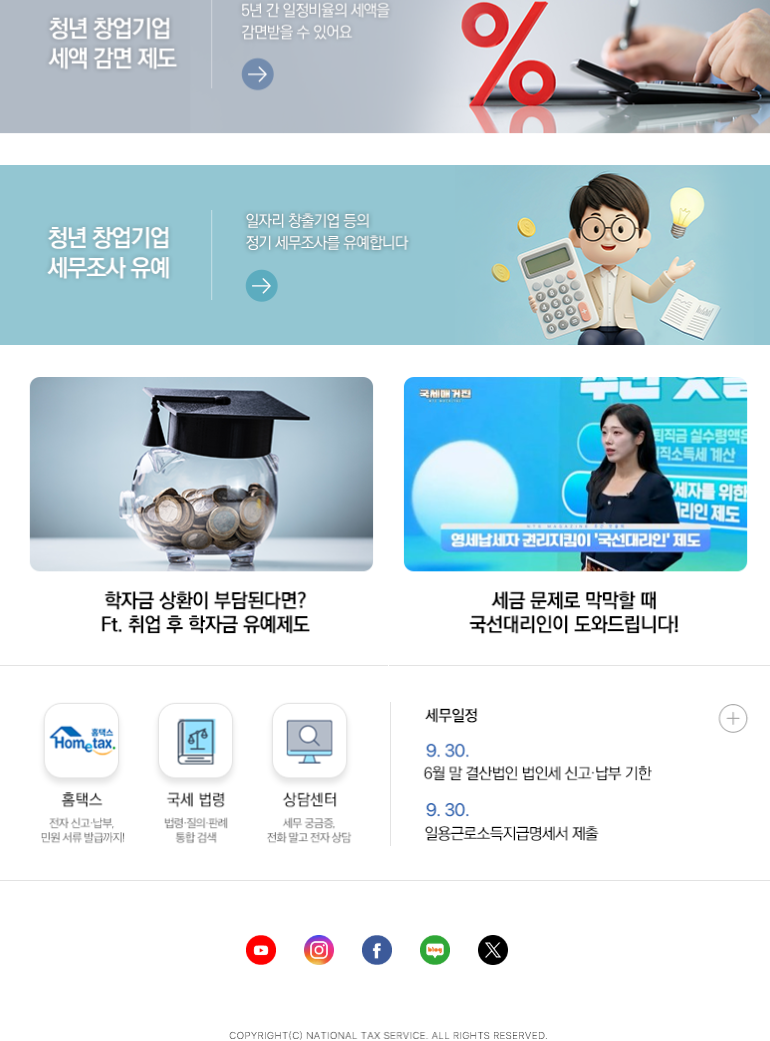 청년 창업기업
세액 감면 제도
5년 간 일정비율의 세액을
감면받을 수 있어요
%
청년 창업기업
세무조사 유예
일자리 창출기업 등의
정기 세무조사를 유예합니다
국세매거진
퇴직금 실수령액은
직소득세 계산
세자를 위한
대리인 제도
영세납세자 권리지킴이 '국선대리인' 제도
학자금 상환이 부담된다면?
Ft. 취업 후 학자금 유예제도
세금 문제로 막막할 때
국선대리인이 도와드립니다!
홈택스
Hometax.
홈택스
전자 신고·납부,
민원 서류 발급까지!
국세 법령
법령·질의·판례
통합 검색
상담센터
세무 궁금증,
전화 말고 전자 상담
세무일정
9. 30.
6월 말 결산법인 법인세 신고·납부 기한
9. 30.
일용근로소득지급명세서 제출
blog
COPYRIGHT(C) NATIONAL TAX SERVICE. ALL RIGHTS RESERVED.